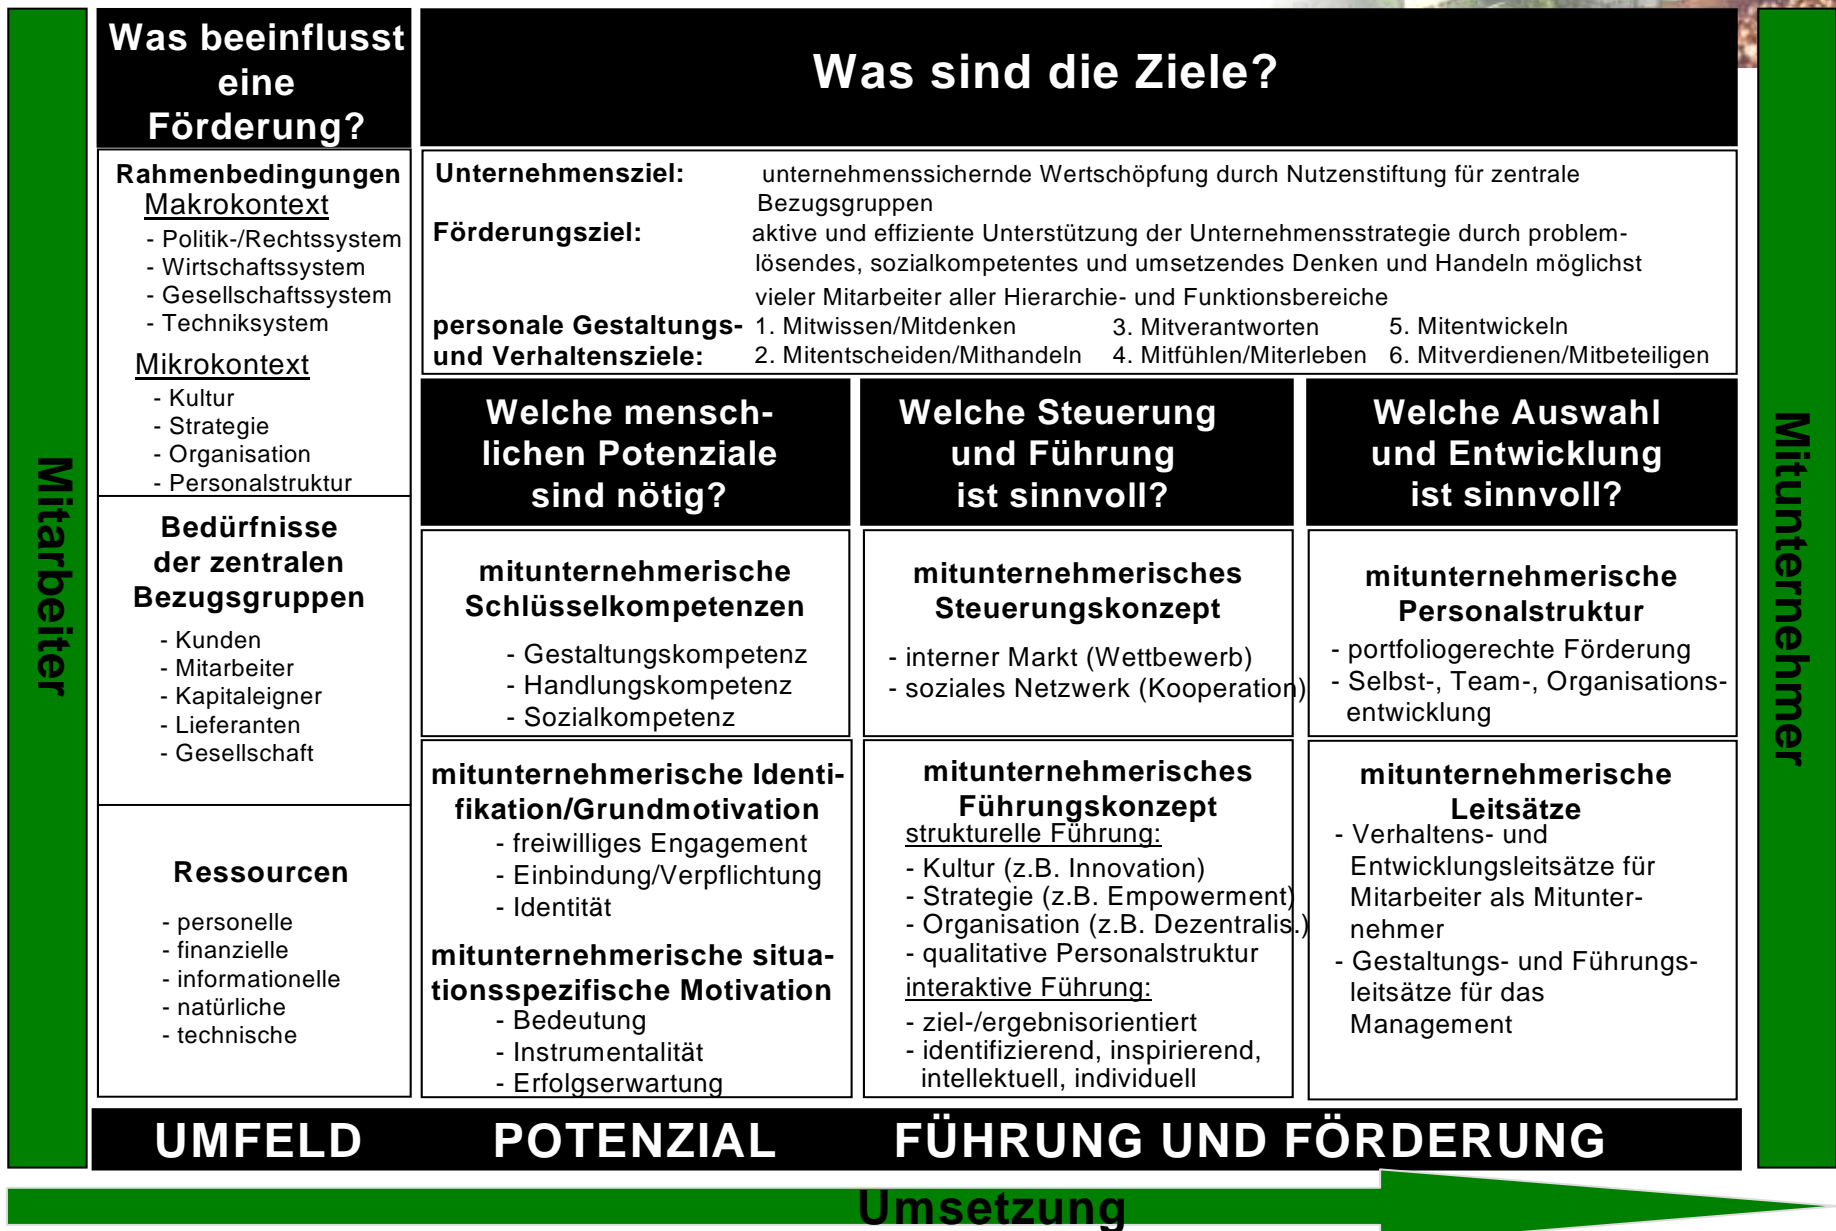 Mitarbeiter
Was beeinflusst
eine
Förderung?
Rahmenbedingungen
Makrokontext
- Politik-/Rechtssystem
- Wirtschaftssystem
- Gesellschaftssystem
- Techniksystem
Mikrokontext
- Kultur
- Strategie
- Organisation
- Personalstruktur
Bedürfnisse
der zentralen
Bezugsgruppen
- Kunden
- Mitarbeiter
- Kapitaleigner
- Lieferanten
- Gesellschaft
Ressourcen
- personelle
- finanzielle
- informationelle
- natürliche
- technische
Was sind die Ziele?
Unternehmensziel: unternehmenssichernde Wertschöpfung durch Nutzenstiftung für zentrale
Bezugsgruppen
Förderungsziel: aktive und effiziente Unterstützung der Unternehmensstrategie durch problem-
lösendes, sozialkompetentes und umsetzendes Denken und Handeln möglichst
vieler Mitarbeiter aller Hierarchie- und Funktionsbereiche
personale Gestaltungs- 1. Mitwissen/Mitdenken 3. Mitverantworten 5. Mitentwickeln
und Verhaltensziele: 2. Mitentscheiden/Mithandeln 4. Mitfühlen/Miterleben 6. Mitverdienen/Mitbeteiligen
Welche mensch-
lichen Potenziale
sind nötig?
mitunternehmerische
Schlüsselkompetenzen
- Gestaltungskompetenz
- Handlungskompetenz
- Sozialkompetenz
mitunternehmerische Identi-
fikation/Grundmotivation
- freiwilliges Engagement
- Einbindung/Verpflichtung
- Identität
mitunternehmerische situa-
tionsspezifische Motivation
- Bedeutung
- Instrumentalität
- Erfolgserwartung
Welche Steuerung
und Führung
ist sinnvoll?
mitunternehmerisches
Steuerungskonzept
- interner Markt (Wettbewerb)
- soziales Netzwerk (Kooperation)
mitunternehmerisches
Führungskonzept
strukturelle Führung:
- Kultur (z.B. Innovation)
- Strategie (z.B. Empowerment)
- Organisation (z.B. Dezentralis.)
- qualitative Personalstruktur
interaktive Führung:
- ziel-/ergebnisorientiert
- identifizierend, inspirierend,
intellektuell, individuell
Welche Auswahl
und Entwicklung
ist sinnvoll?
mitunternehmerische
Personalstruktur
- portfoliogerechte Förderung
- Selbst-, Team-, Organisations-
entwicklung
mitunternehmerische
Leitsätze
- Verhaltens- und
Entwicklungsleitsätze für
Mitarbeiter als Mitunter-
nehmer
- Gestaltungs- und Führungs-
leitsätze für das
Management
Mitunternehmer
UMFELD POTENZIAL FÜHRUNG UND FÖRDERUNG
Umsetzung